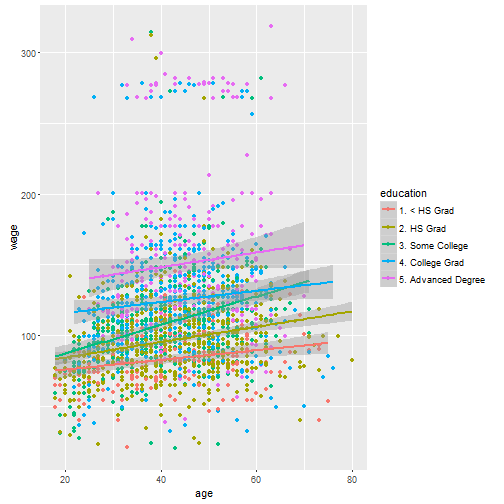 300
200
100
wage
20
40
60
80
age
education
1. < HS Grad
2. HS Grad
3. Some College
4. College Grad
5. Advanced Degree